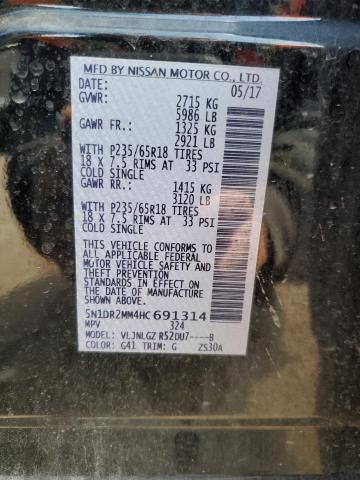 MFD BY NISSAN MOTOR CO., LTD.
DATE: 05/17
GVWR: 2715 KG
5986 LB
GAWR FR.: 1325 KG
2921 LB
WITH P235/65R18 TIRES
18 X 7.5 RIMS AT 33 PSI
COLD SINGLE
GAWR RR.: 1415 KG
3120 LB
WITH P235/65R18 TIRES
18 X 7.5 RIMS AT 33 PSI
COLD SINGLE
THIS VEHICLE CONFORMS TO
ALL APPLICABLE FEDERAL
MOTOR VEHICLE SAFETY AND
THEFT PREVENTION
STANDARDS IN EFFECT ON
THE DATE OF MANUFACTURE
SHOWN ABOVE.
5N1DR2MM4HC691314
MPV 324
MODEL: VLJNLGZ R52DU7----B
COLOR: G41 TRIM: G ZS30A